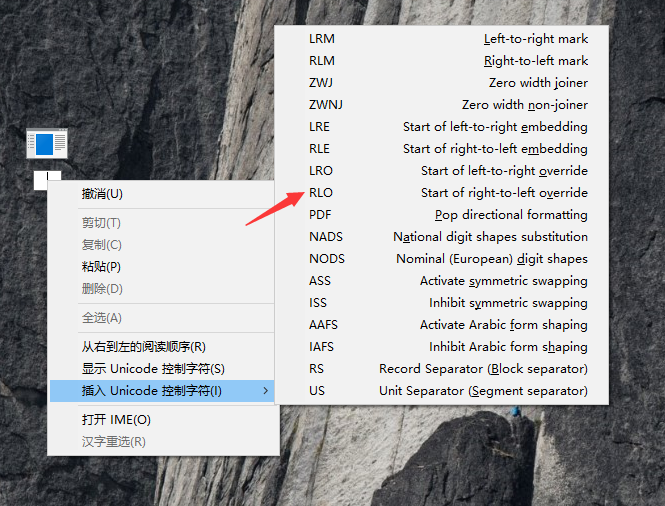 撤消(U)
剪切(T)
复制(C)
粘贴(P)
删除(D)
全选(A)
从右到左的阅读顺序(R)
显示 Unicode 控制字符(S)
插入 Unicode 控制字符(I)
打开 IME(O)
汉字重选(R)
LRM Left-to-right mark
RLM Right-to-left mark
ZWJ Zero width joiner
ZWNJ Zero width non-joiner
LRE Start of left-to-right embedding
RLE Start of right-to-left embedding
LRO Start of left-to-right override
RLO Start of right-to-left override
PDF Pop directional formatting
NADS National digit shapes substitution
NODS Nominal (European) digit shapes
ASS Activate symmetric swapping
ISS Inhibit symmetric swapping
AAFS Activate Arabic form shaping
IAFS Inhibit Arabic form shaping
RS Record Separator (Block separator)
US Unit Separator (Segment separator)